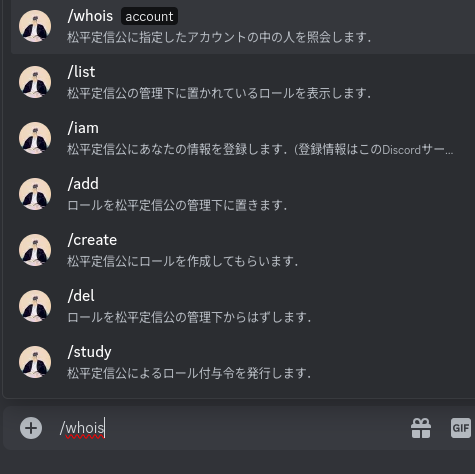 /whois account
松平定信公に指定したアカウントの中の人を照会します.
/list
松平定信公の管理下に置かれているロールを表示します.
/iam
松平定信公にあなたの情報を登録します. (登録情報はこのDiscordサー...
/add
ロールを松平定信公の管理下に置きます.
/create
松平定信公にロールを作成してもらいます.
/del
ロールを松平定信公の管理下からはずします.
/study
松平定信公によるロール付与令を発行します.
/whois GIF